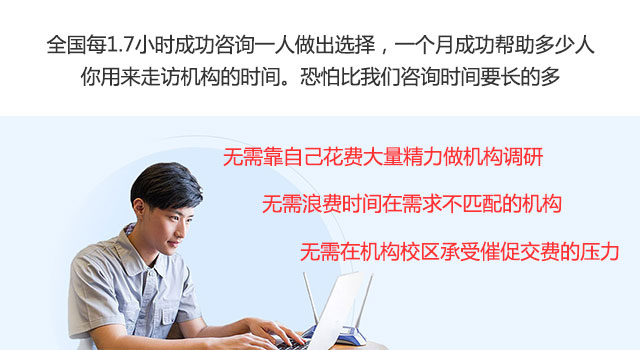 全国每1.7小时成功咨询一人做出选择，一个月成功帮助多少人
你用来走访机构的时间。恐怕比我们咨询时间要长的多
无需靠自己花费大量精力做机构调研
无需浪费时间在需求不匹配的机构
无需在机构校区承受催促交费的压力